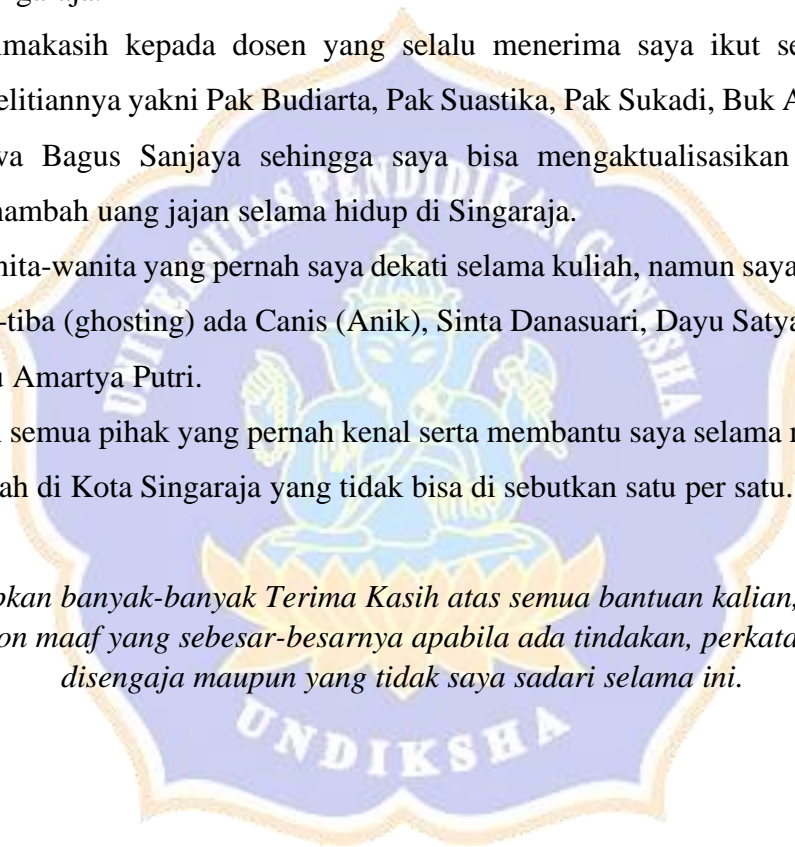 ngaraja.
imakasih kepada dosen yang selalu menerima saya ikut se
elitiannya yakni Pak Budiarta, Pak Suastika, Pak Sukadi, Buk A
va Bagus Sanjaya sehingga saya bisa mengaktualisasikan
nambah uang jajan selama hidup di Singaraja.
nita-wanita yang pernah saya dekati selama kuliah, namun saya
-tiba (ghosting) ada Canis (Anik), Sinta Danasuari, Dayu Satya
u Amartya Putri.
semua pihak yang pernah kenal serta membantu saya selama
ah di Kota Singaraja yang tidak bisa di sebutkan satu per satu.
pkan banyak-banyak Terima Kasih atas semua bantuan kalian,
on maaf yang sebesar-besarnya apabila ada tindakan, perkata
disengaja maupun yang tidak saya sadari selama ini.
UNIVERSITAS PENDIDIKAN GANESHA
UNDIKSHA